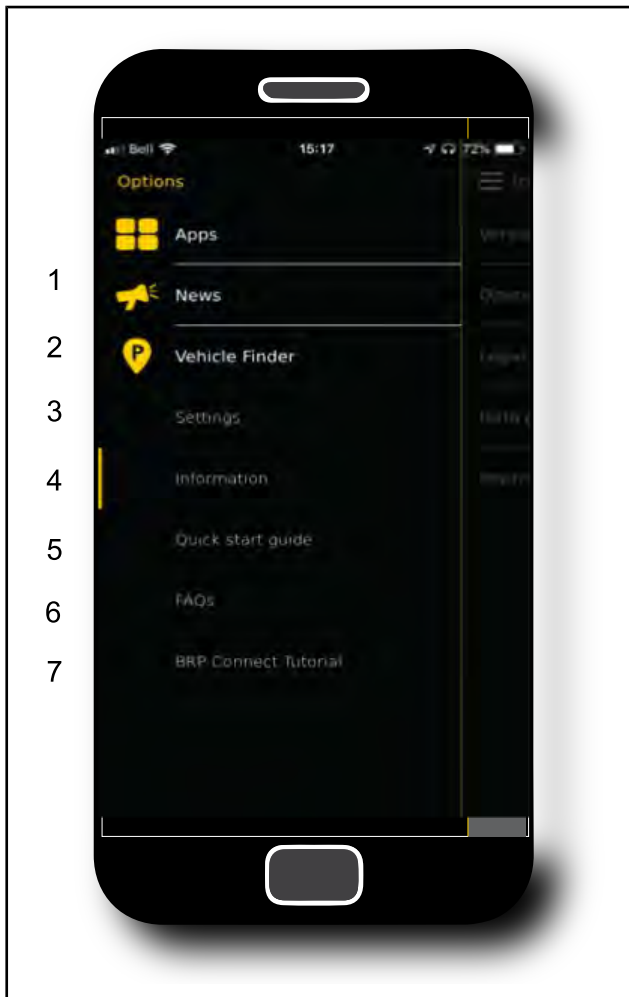 Bell 15:17 72%
Options
Apps
1
News
2
Vehicle Finder
3
Settings
4
Information
5
Quick start guide
6
FAQs
7
BRP Connect Tutorial